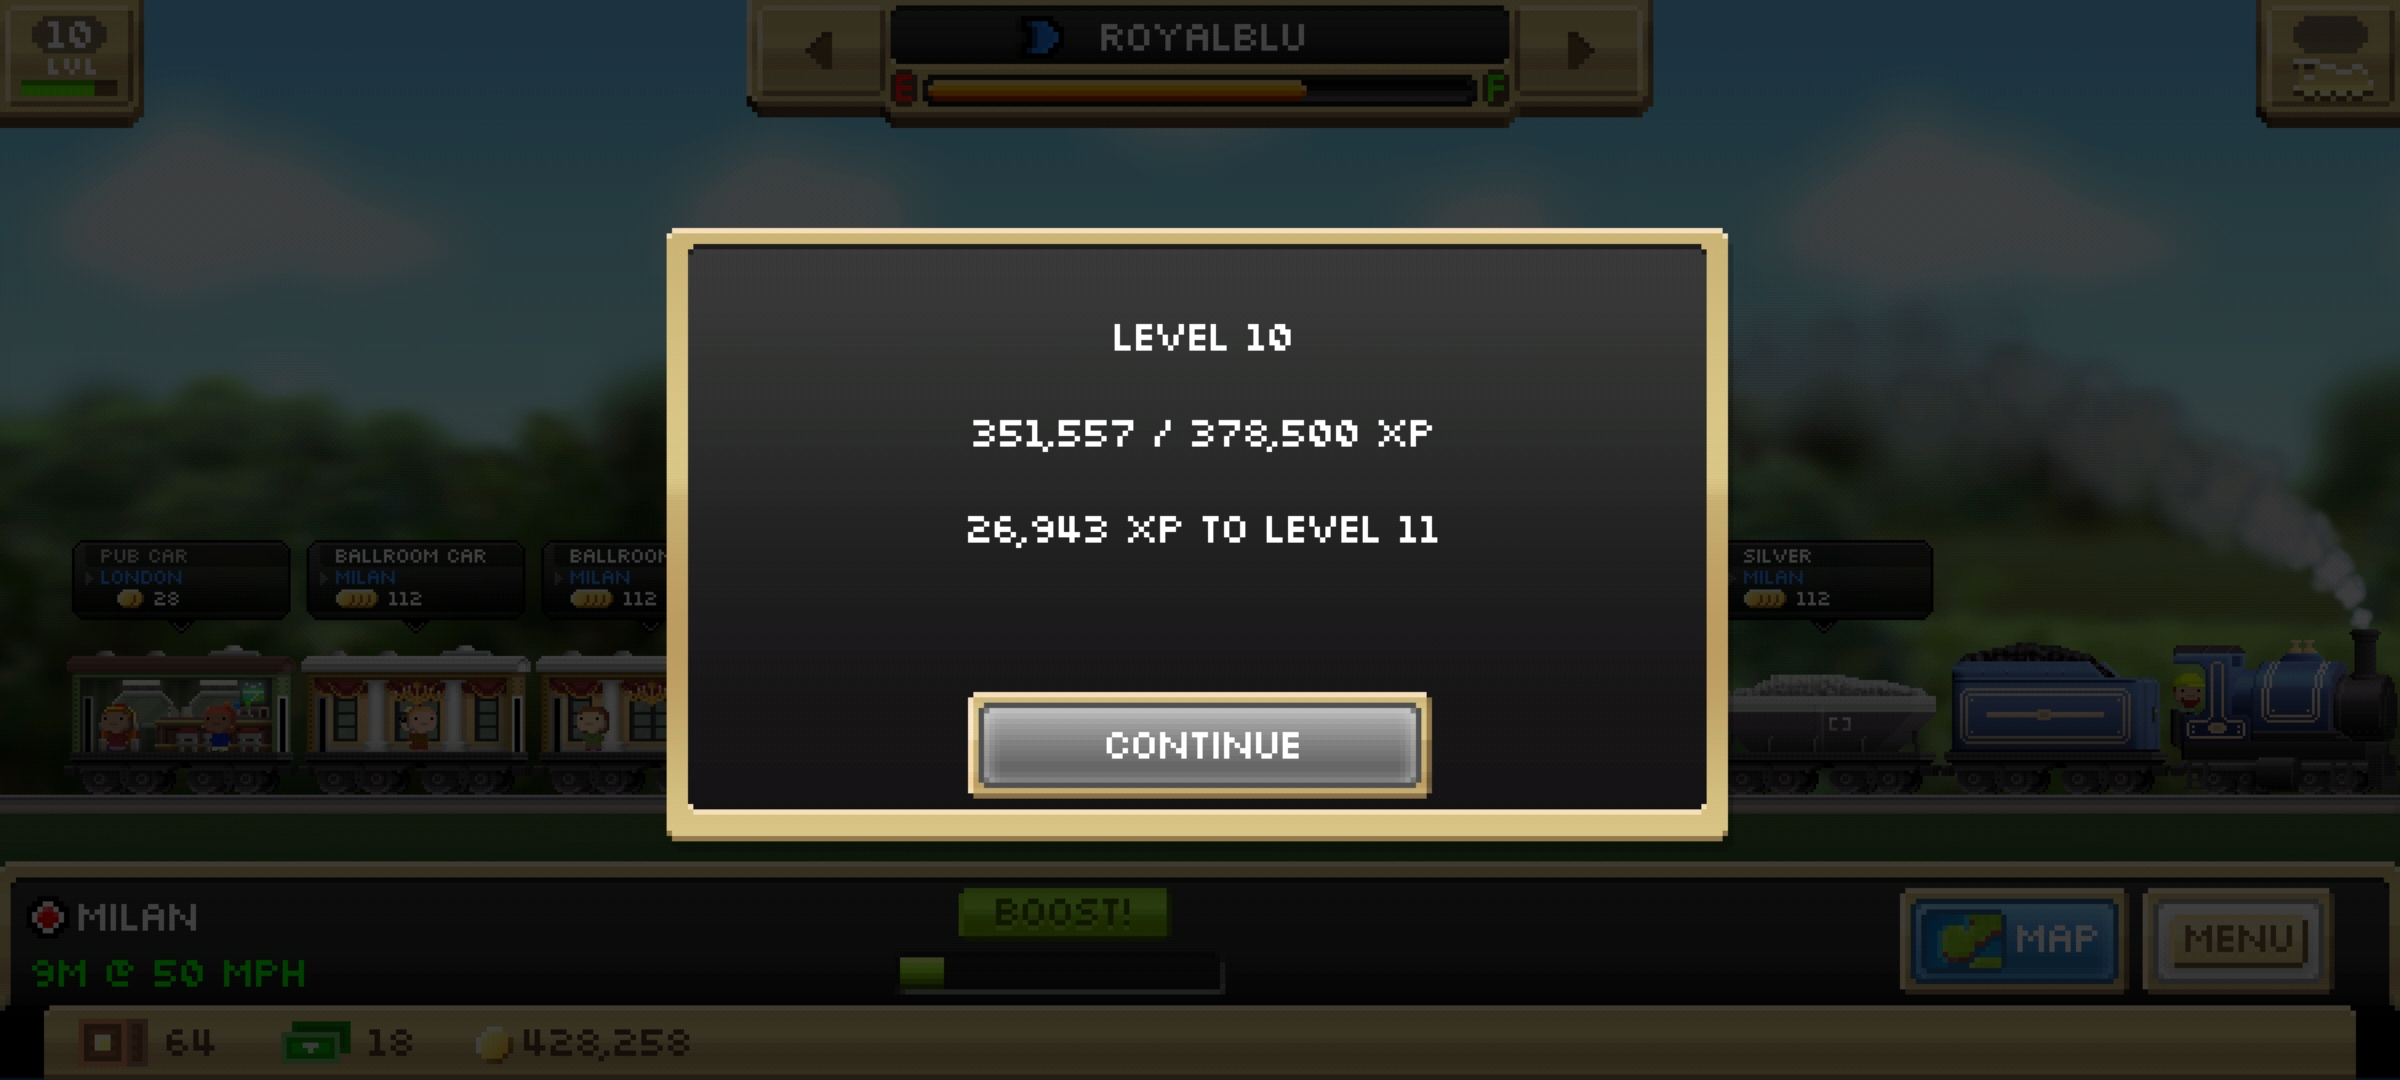 10
LVL
ROYALBLU
E
F
LEVEL 10
351,557 / 378,500 XP
26,943 XP TO LEVEL 11
CONTINUE
PUB CAR
LONDON
28
BALLROOM CAR
MILAN
112
BALLROOM
MILAN
112
SILVER
MILAN
112
MILAN
9M @ 50 MPH
BOOST!
MAP
MENU
64
18
428,258